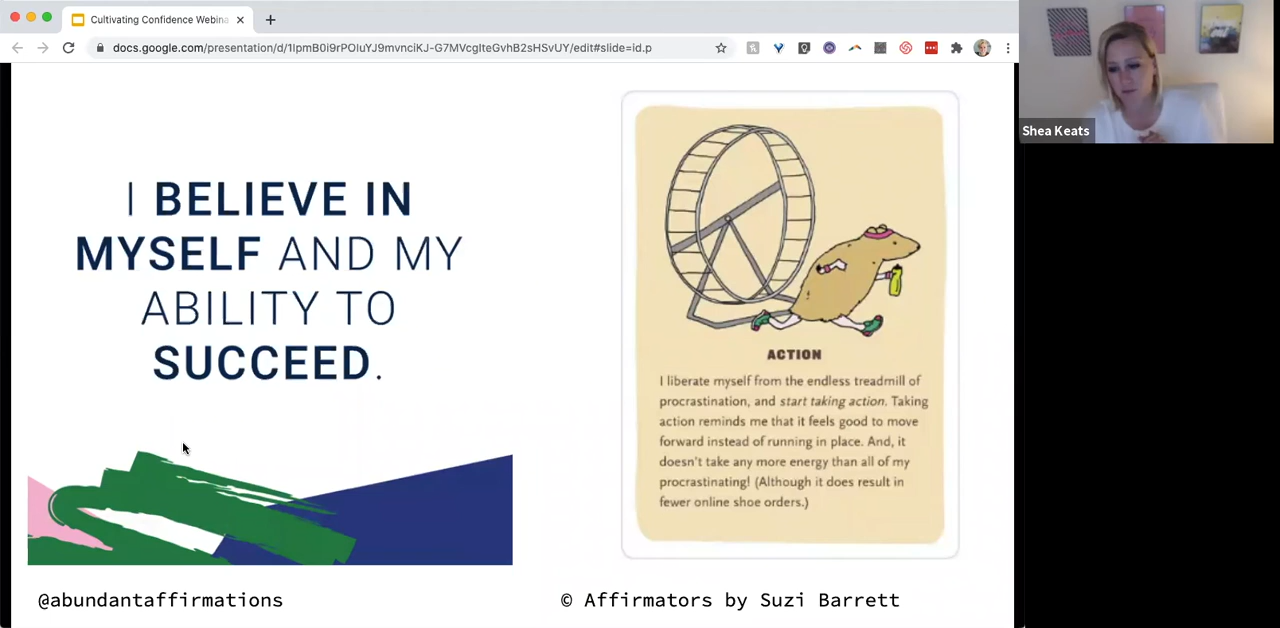 Cultivating Confidence Webina
docs.google.com/presentation/d/1lpmB0i9rPOluYJ9mvnciKJ-G7MVcglteGvhB2sHSvUY/edit#slide=id.p
Shea Keats
I BELIEVE IN
MYSELF AND MY
ABILITY TO
SUCCEED.
@abundantaffirmations
ACTION
I liberate myself from the endless treadmill of
procrastination, and start taking action. Taking
action reminds me that it feels good to move
forward instead of running in place. And, it
doesn't take any more energy than all of my
procrastinating! (Although it does result in
fewer online shoe orders.)
© Affirmators by Suzi Barrett